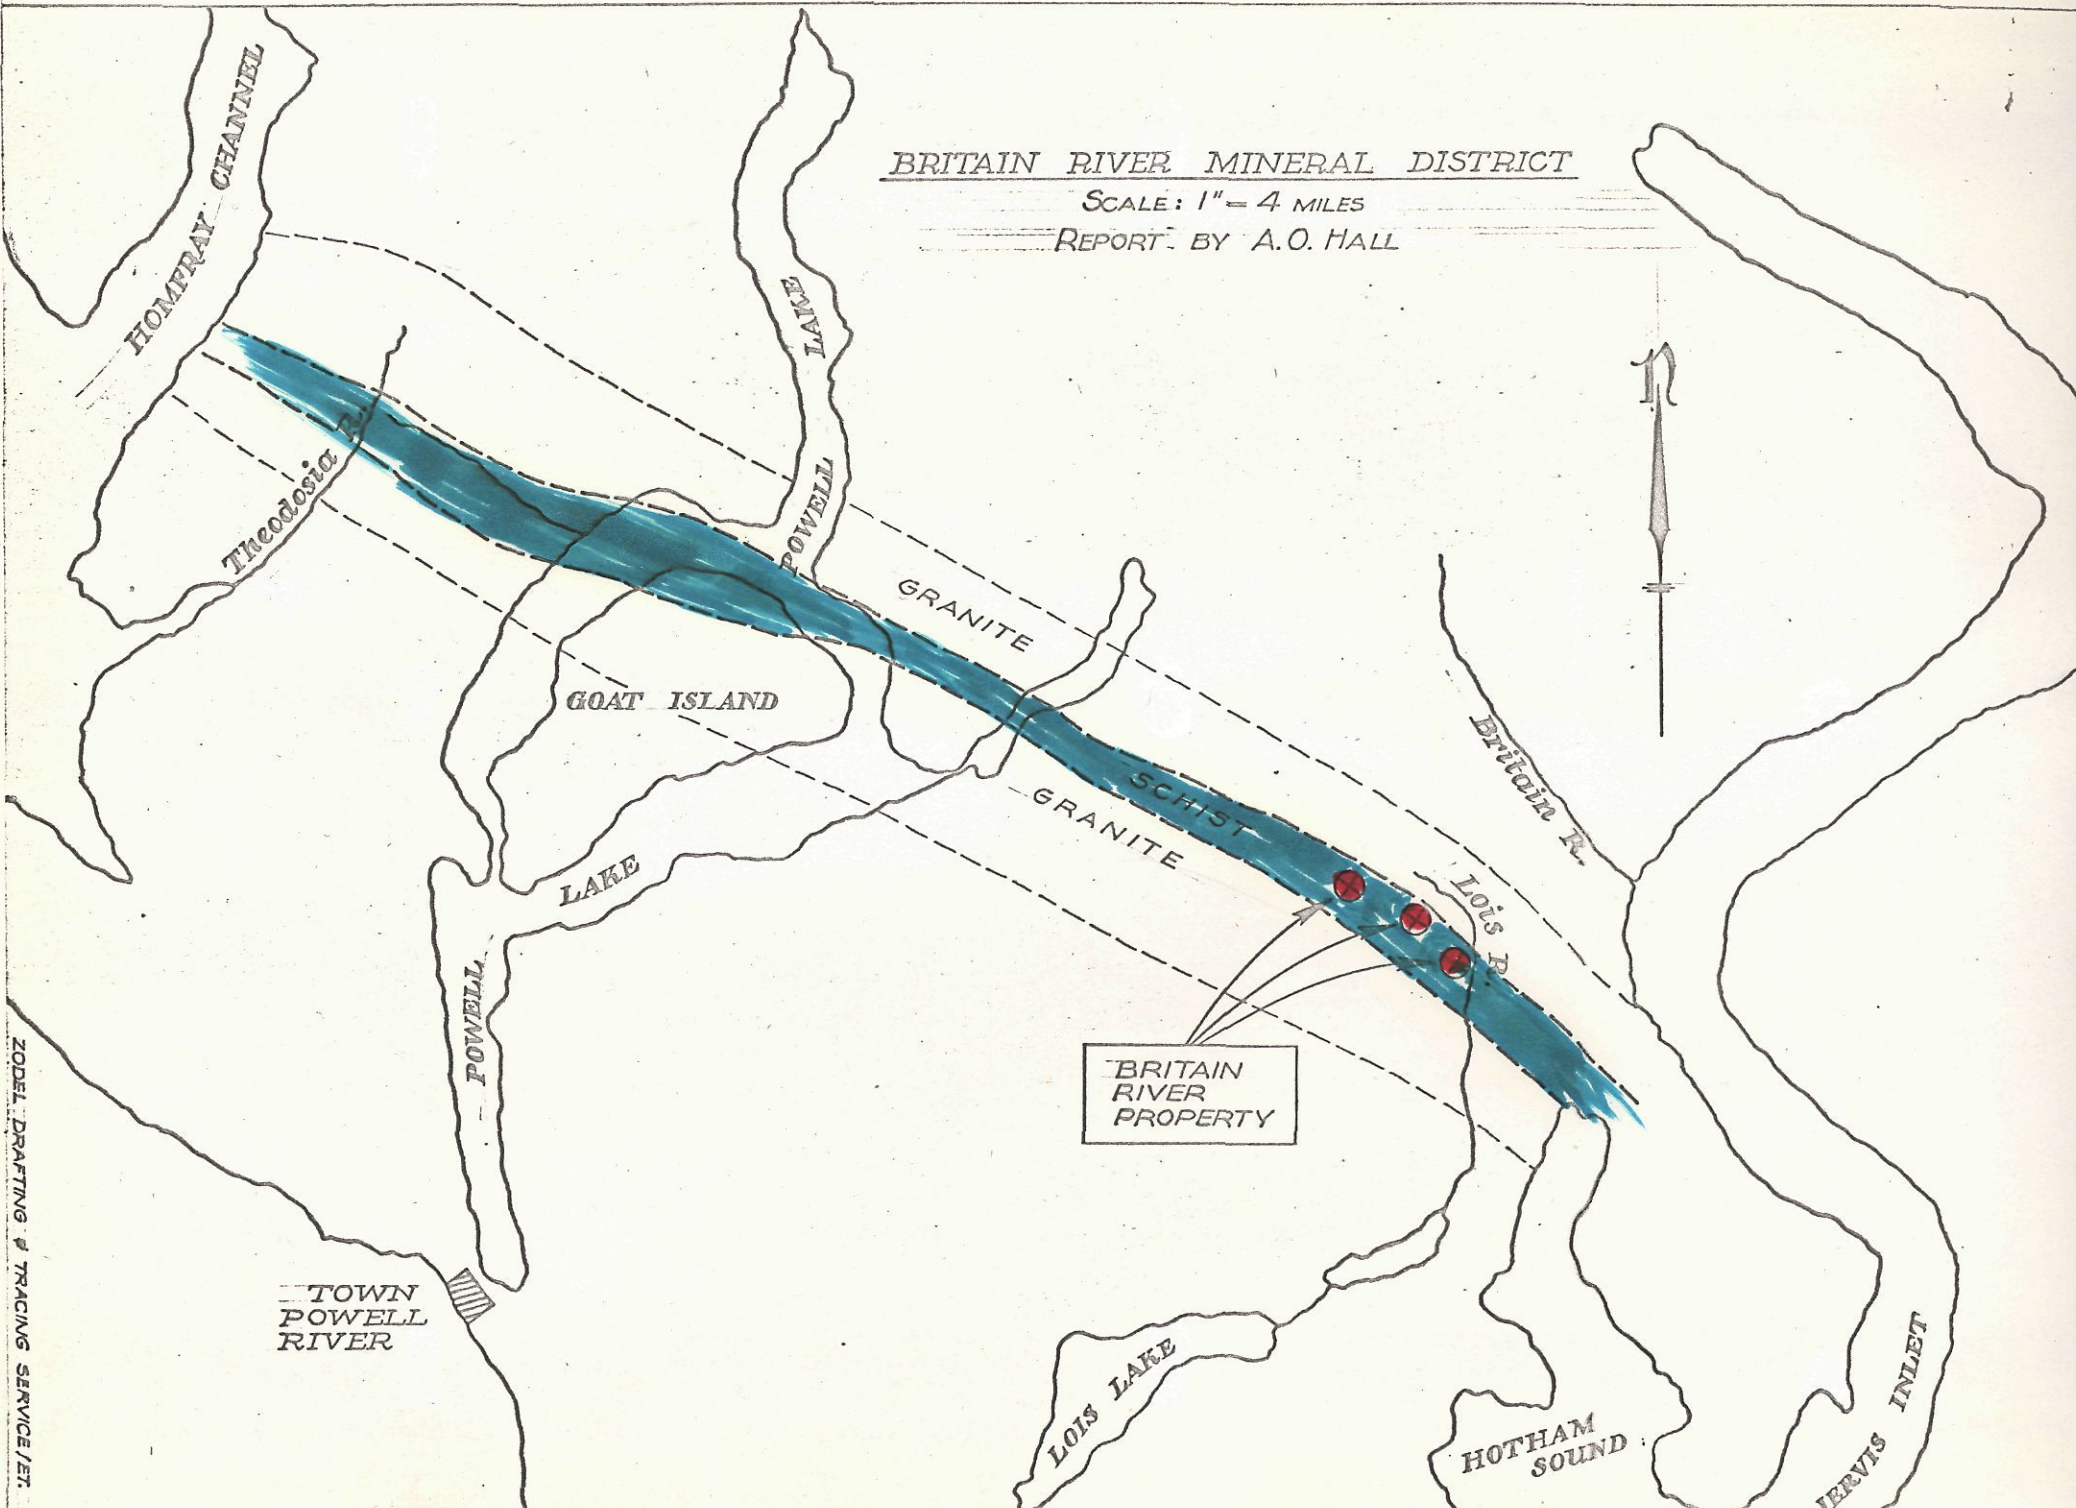 BRITAIN RIVER MINERAL DISTRICT
SCALE: 1" = 4 MILES
REPORT BY A.O. HALL
HOMFRAY CHANNEL
POWELL LAKE
N
Theodosia R.
GRANITE
GOAT ISLAND
SCHIST
GRANITE
Britain R.
Lois R
POWELL LAKE
BRITAIN
RIVER
PROPERTY
TOWN
POWELL
RIVER
LOIS LAKE
HOTHAM
SOUND
JERVIS INLET
ZODEL DRAFTING & TRACING SERVICE/ET.